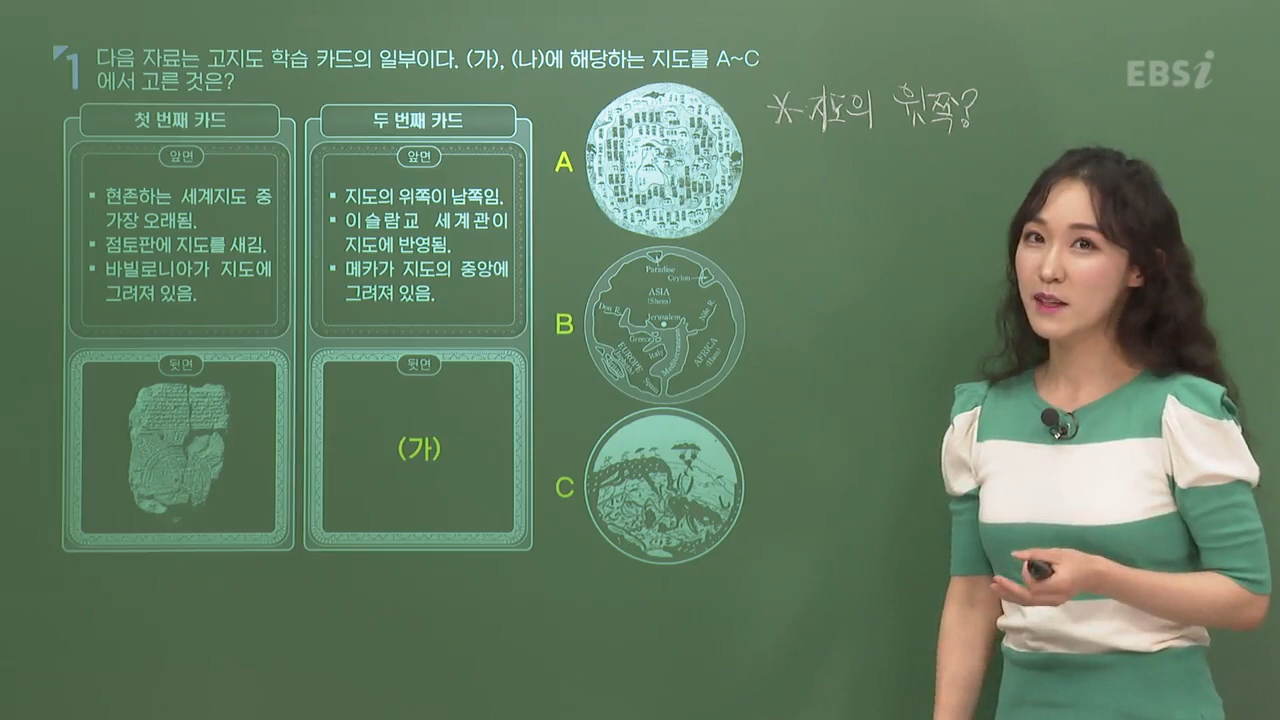 1 다음 자료는 고지도 학습 카드의 일부이다. (가), (나)에 해당하는 지도를 A~C
에서 고른 것은?
EBSi
※ 지도의 윗쪽?
첫 번째 카드
앞면
▪ 현존하는 세계지도 중
가장 오래됨.
▪ 점토판에 지도를 새김.
▪ 바빌로니아가 지도에
그려져 있음.
뒷면
두 번째 카드
앞면
▪ 지도의 위쪽이 남쪽임.
▪ 이슬람교 세계관이
지도에 반영됨.
▪ 메카가 지도의 중앙에
그려져 있음.
뒷면
(가)
A
B
Paradise
Ceylon
ASIA
(Shem)
Don R.
Nile R.
Jerusalem
Greece
Italy
EUROPE
AFRICA
(Ham)
Spain
C